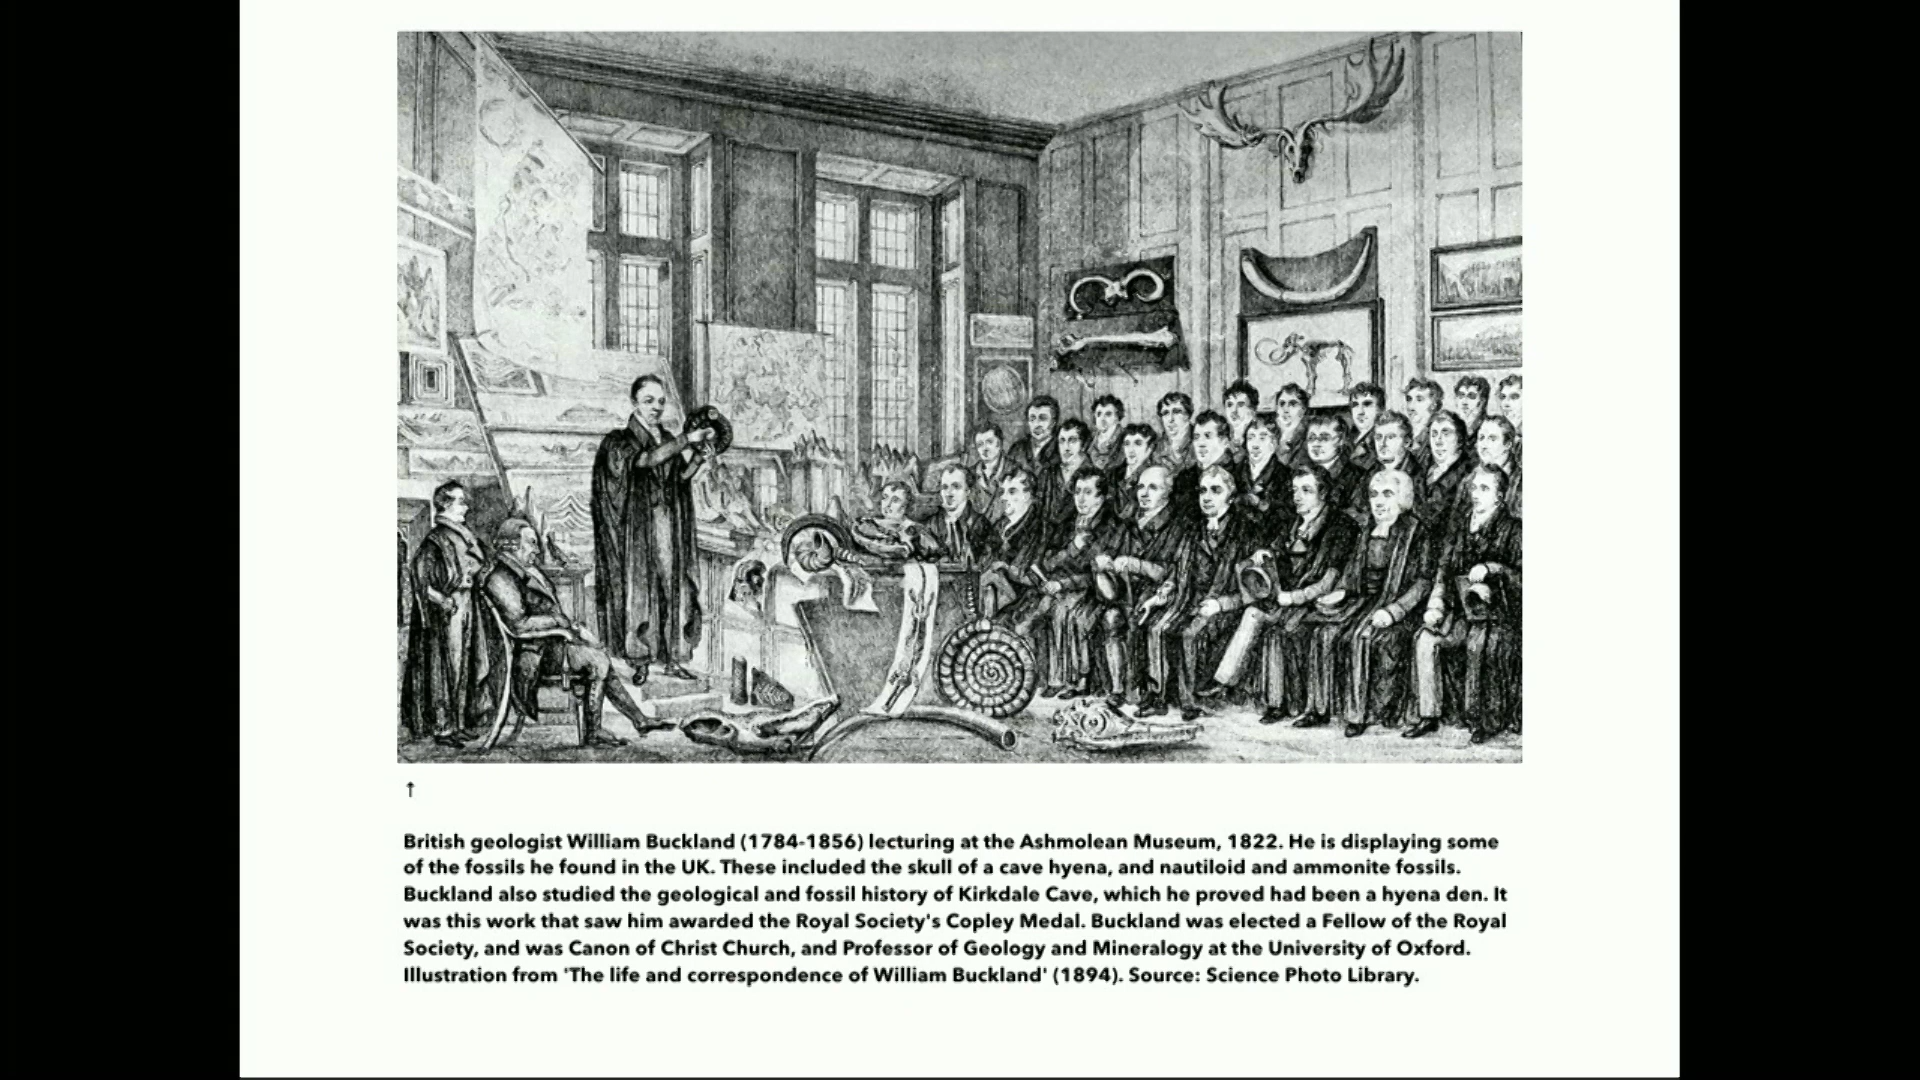 ↑
British geologist William Buckland (1784-1856) lecturing at the Ashmolean Museum, 1822. He is displaying some
of the fossils he found in the UK. These included the skull of a cave hyena, and nautiloid and ammonite fossils.
Buckland also studied the geological and fossil history of Kirkdale Cave, which he proved had been a hyena den. It
was this work that saw him awarded the Royal Society's Copley Medal. Buckland was elected a Fellow of the Royal
Society, and was Canon of Christ Church, and Professor of Geology and Mineralogy at the University of Oxford.
Illustration from 'The life and correspondence of William Buckland' (1894). Source: Science Photo Library.